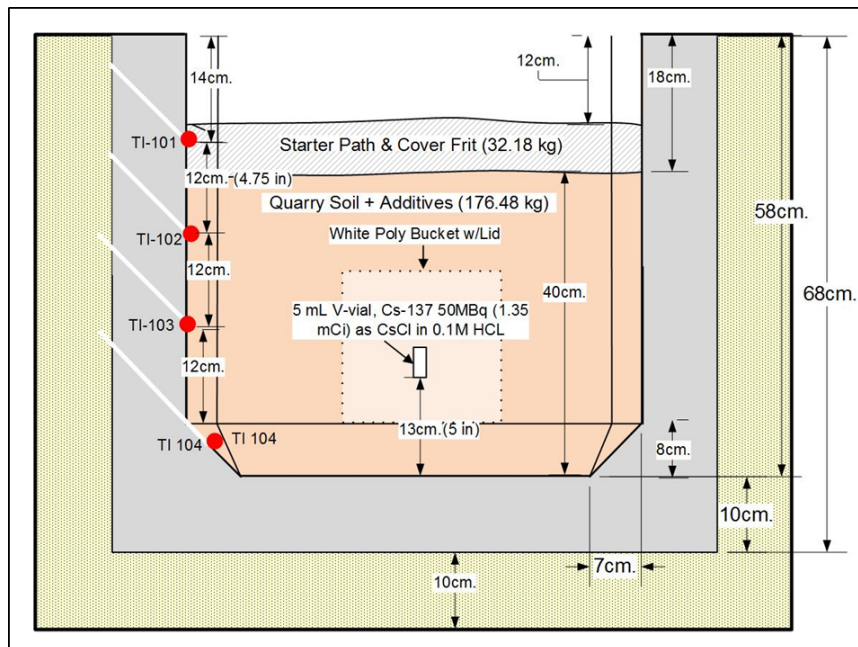 14cm.
12cm.
18cm.
TI-101
Starter Path & Cover Frit (32.18 kg)
12cm. (4.75 in)
Quarry Soil + Additives (176.48 kg)
58cm.
TI-102
White Poly Bucket w/Lid
12cm.
40cm.
68cm.
5 mL V-vial, Cs-137 50MBq (1.35
mCi) as CsCl in 0.1M HCL
TI-103
12cm.
13cm. (5 in)
TI 104
TI 104
8cm.
10cm.
7cm.
10cm.